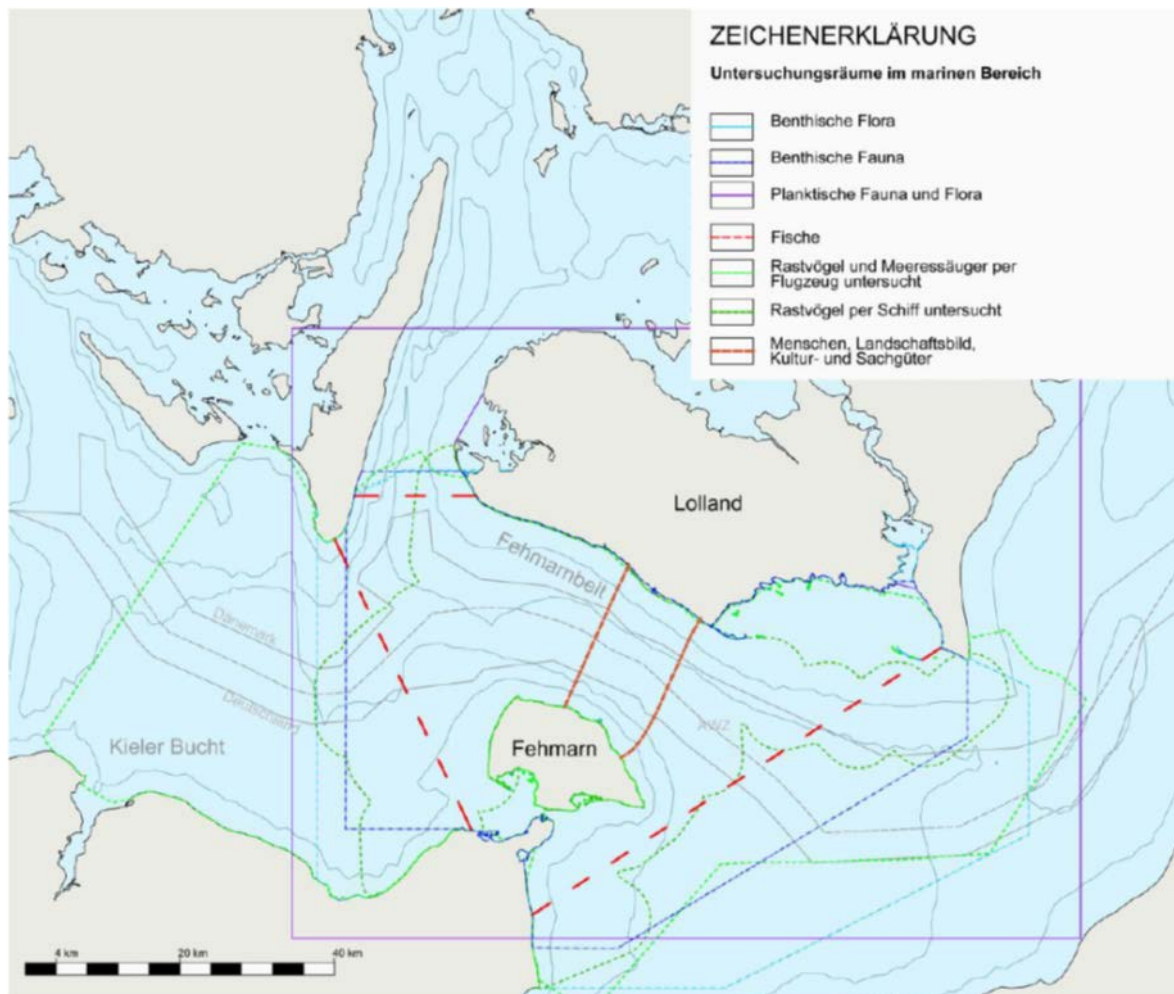 ZEICHENERKLÄRUNG
Untersuchungsräume im marinen Bereich
Benthische Flora
Benthische Fauna
Planktische Fauna und Flora
Fische
Rastvögel und Meeressäuger per
Flugzeug untersucht
Rastvögel per Schiff untersucht
Menschen, Landschaftsbild,
Kultur- und Sachgüter
Lolland
Fehmarnbelt
Dänemark
Deutschland
AWZ
Kieler Bucht
Fehmarn
4 km
20 km
40 km